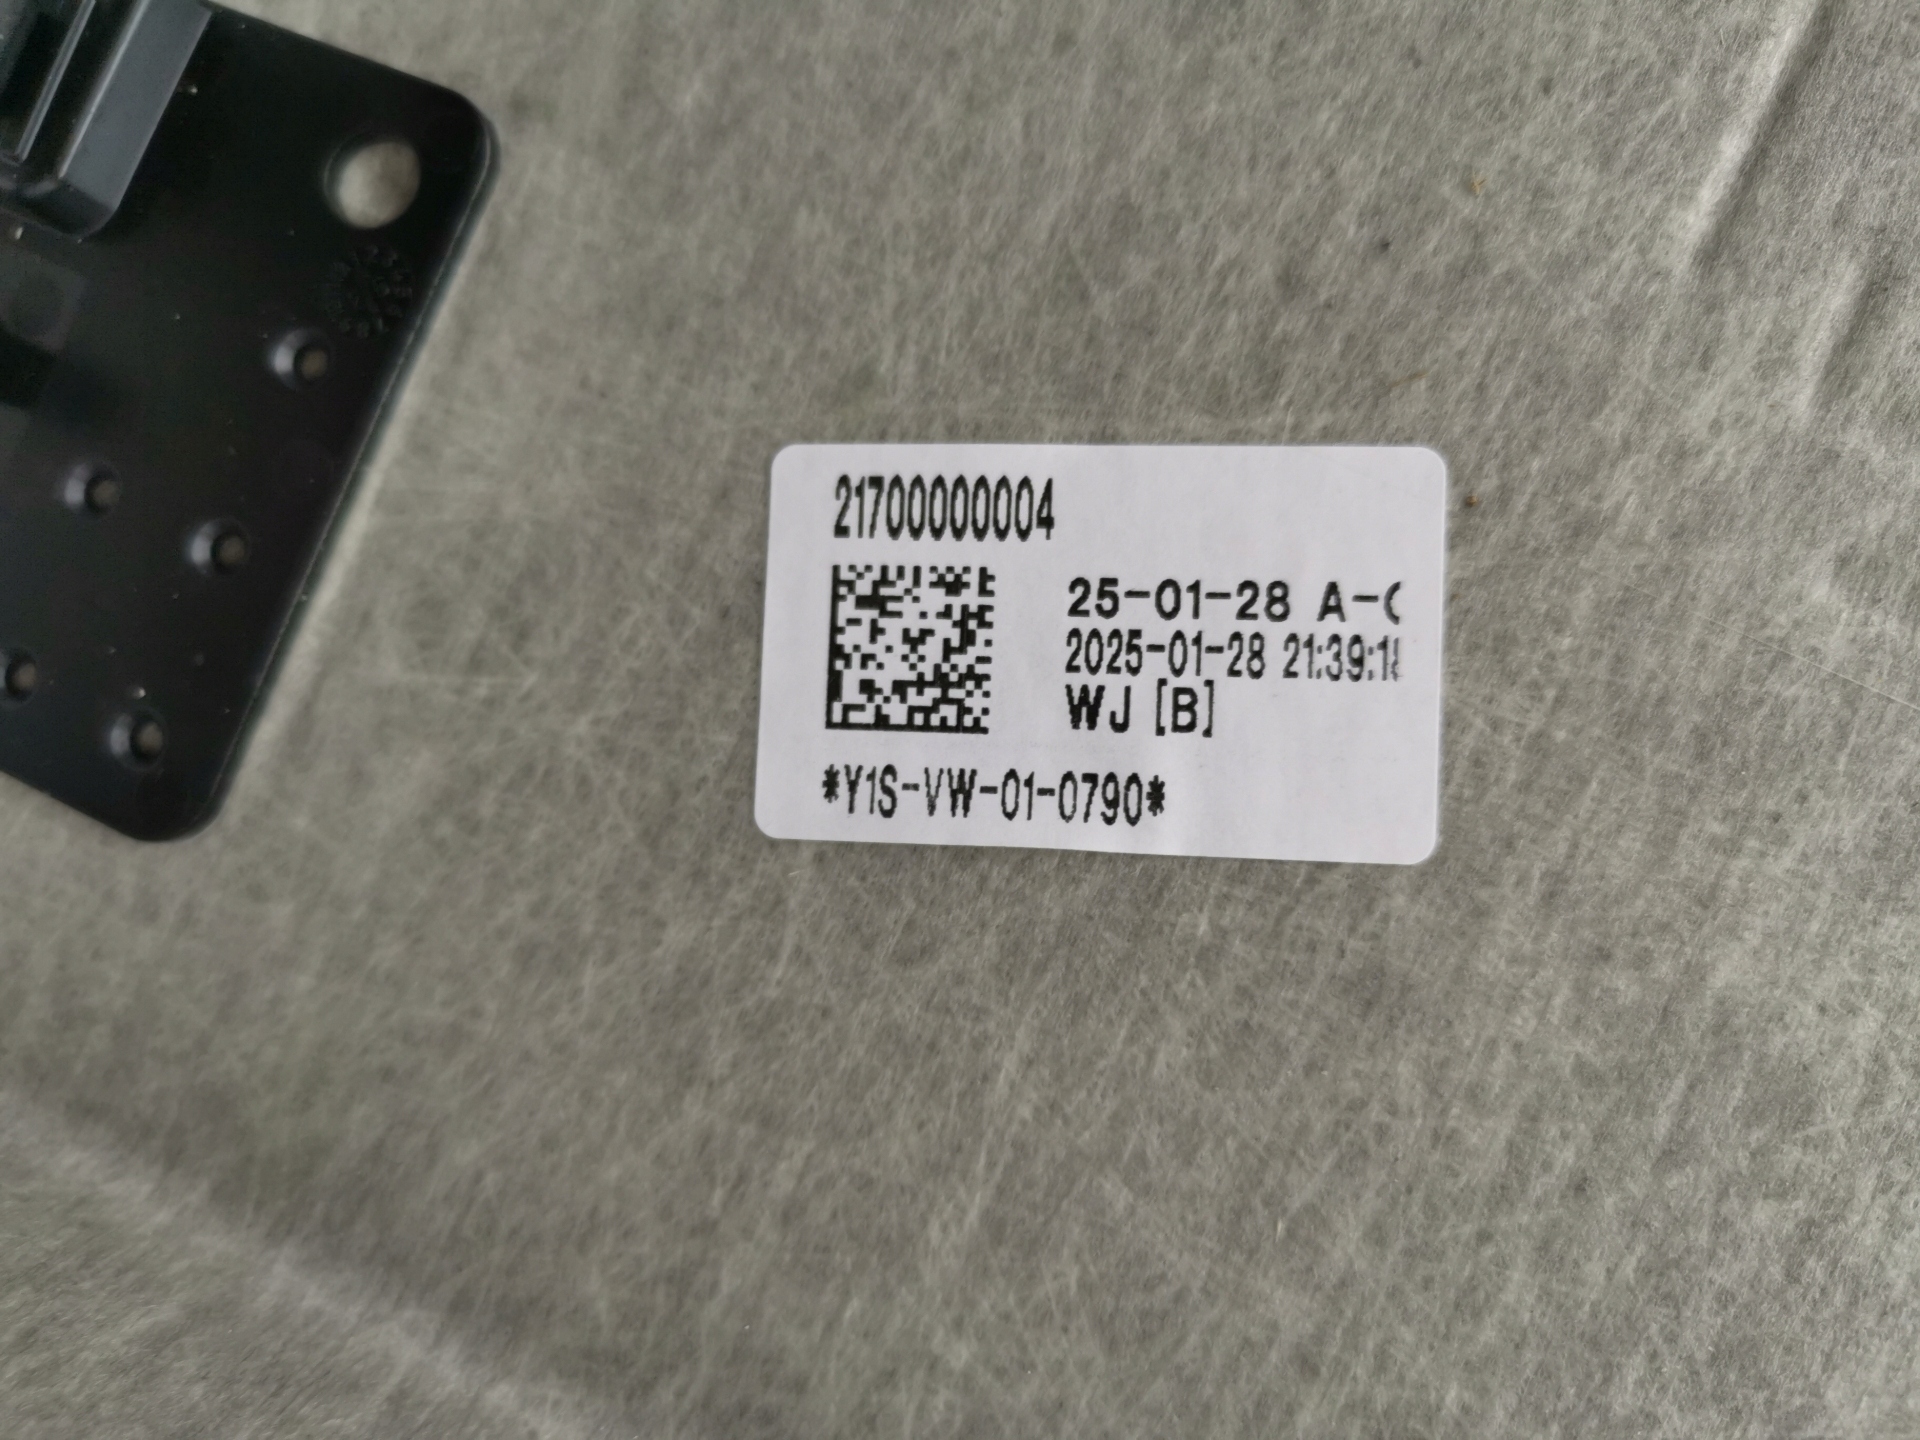 21700000004
25-01-28 A-
2025-01-28 21:39:1
WJ [B]
*Y1S-VW-01-0790*